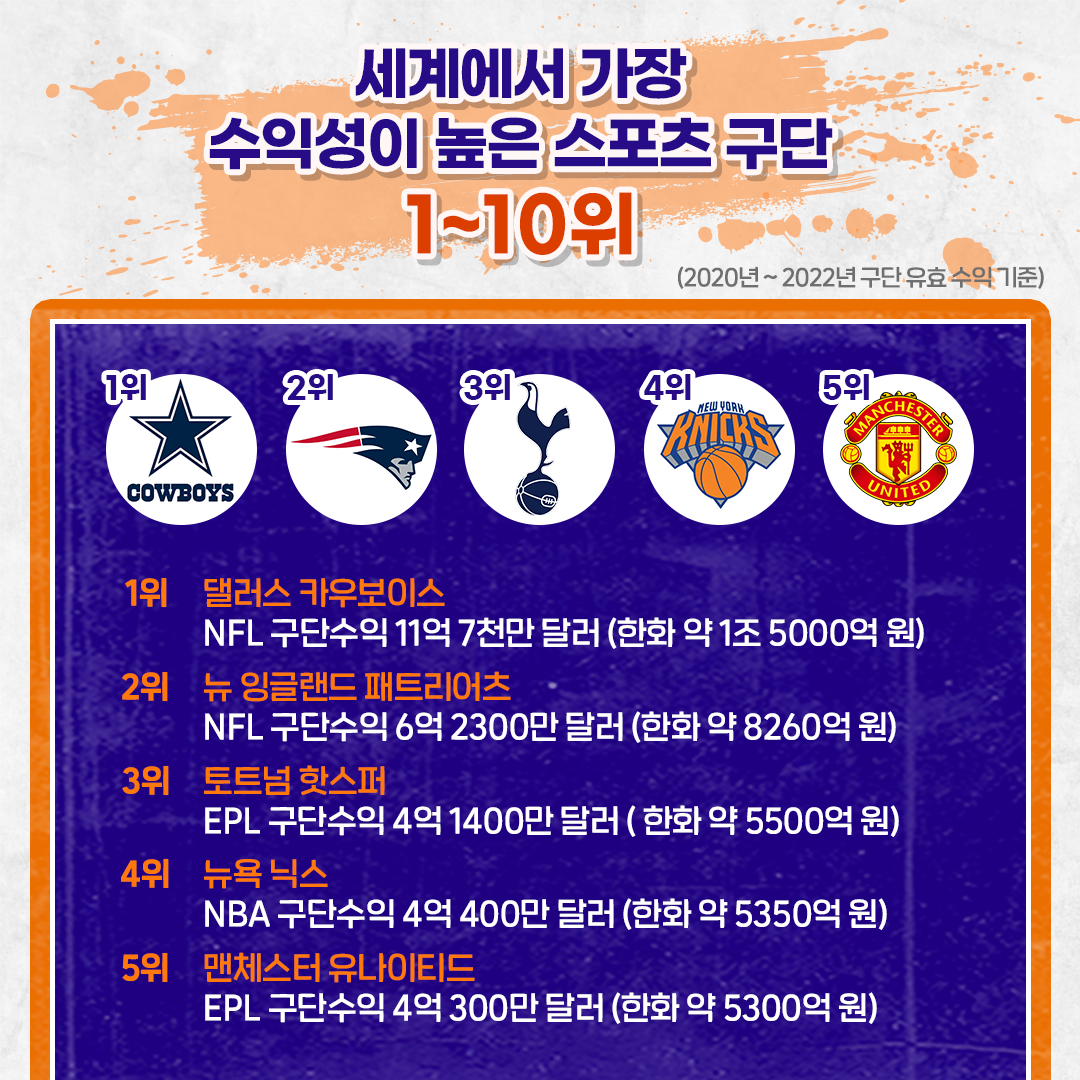 세계에서 가장
수익성이 높은 스포츠 구단
1~10위
(2020년 ~ 2022년 구단 유효 수익 기준)
1위 2위 3위 4위 5위
COWBOYS
NEW YORK
KNICKS
MANCHESTER
UNITED
1위 댈러스 카우보이스
NFL 구단수익 11억 7천만 달러 (한화 약 1조 5000억 원)
2위 뉴 잉글랜드 패트리어츠
NFL 구단수익 6억 2300만 달러 (한화 약 8260억 원)
3위 토트넘 핫스퍼
EPL 구단수익 4억 1400만 달러 ( 한화 약 5500억 원)
4위 뉴욕 닉스
NBA 구단수익 4억 400만 달러 (한화 약 5350억 원)
5위 맨체스터 유나이티드
EPL 구단수익 4억 300만 달러 (한화 약 5300억 원)